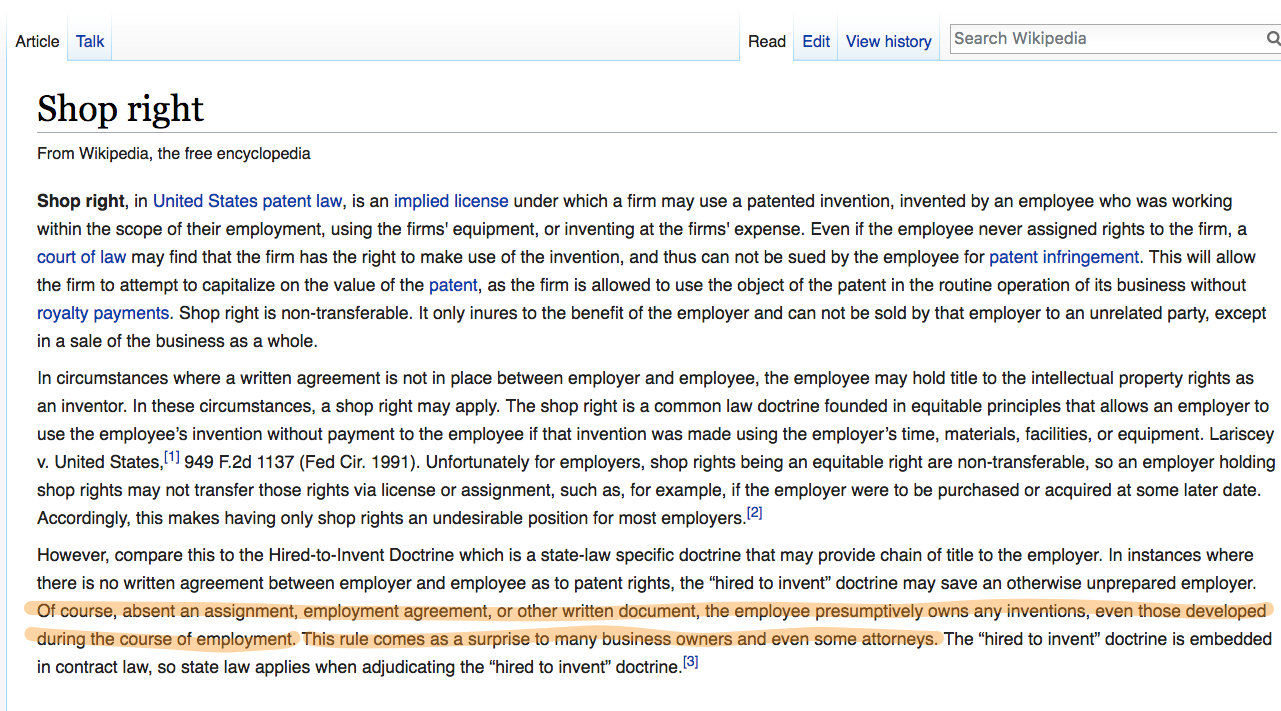 Article Talk Read Edit View history Search Wikipedia
Shop right
From Wikipedia, the free encyclopedia
Shop right, in United States patent law, is an implied license under which a firm may use a patented invention, invented by an employee who was working
within the scope of their employment, using the firms' equipment, or inventing at the firms' expense. Even if the employee never assigned rights to the firm, a
court of law may find that the firm has the right to make use of the invention, and thus can not be sued by the employee for patent infringement. This will allow
the firm to attempt to capitalize on the value of the patent, as the firm is allowed to use the object of the patent in the routine operation of its business without
royalty payments. Shop right is non-transferable. It only inures to the benefit of the employer and can not be sold by that employer to an unrelated party, except
in a sale of the business as a whole.
In circumstances where a written agreement is not in place between employer and employee, the employee may hold title to the intellectual property rights as
an inventor. In these circumstances, a shop right may apply. The shop right is a common law doctrine founded in equitable principles that allows an employer to
use the employee’s invention without payment to the employee if that invention was made using the employer’s time, materials, facilities, or equipment. Lariscey
v. United States,[1] 949 F.2d 1137 (Fed Cir. 1991). Unfortunately for employers, shop rights being an equitable right are non-transferable, so an employer holding
shop rights may not transfer those rights via license or assignment, such as, for example, if the employer were to be purchased or acquired at some later date.
Accordingly, this makes having only shop rights an undesirable position for most employers.[2]
However, compare this to the Hired-to-Invent Doctrine which is a state-law specific doctrine that may provide chain of title to the employer. In instances where
there is no written agreement between employer and employee as to patent rights, the “hired to invent” doctrine may save an otherwise unprepared employer.
Of course, absent an assignment, employment agreement, or other written document, the employee presumptively owns any inventions, even those developed
during the course of employment. This rule comes as a surprise to many business owners and even some attorneys. The “hired to invent” doctrine is embedded
in contract law, so state law applies when adjudicating the “hired to invent” doctrine.[3]